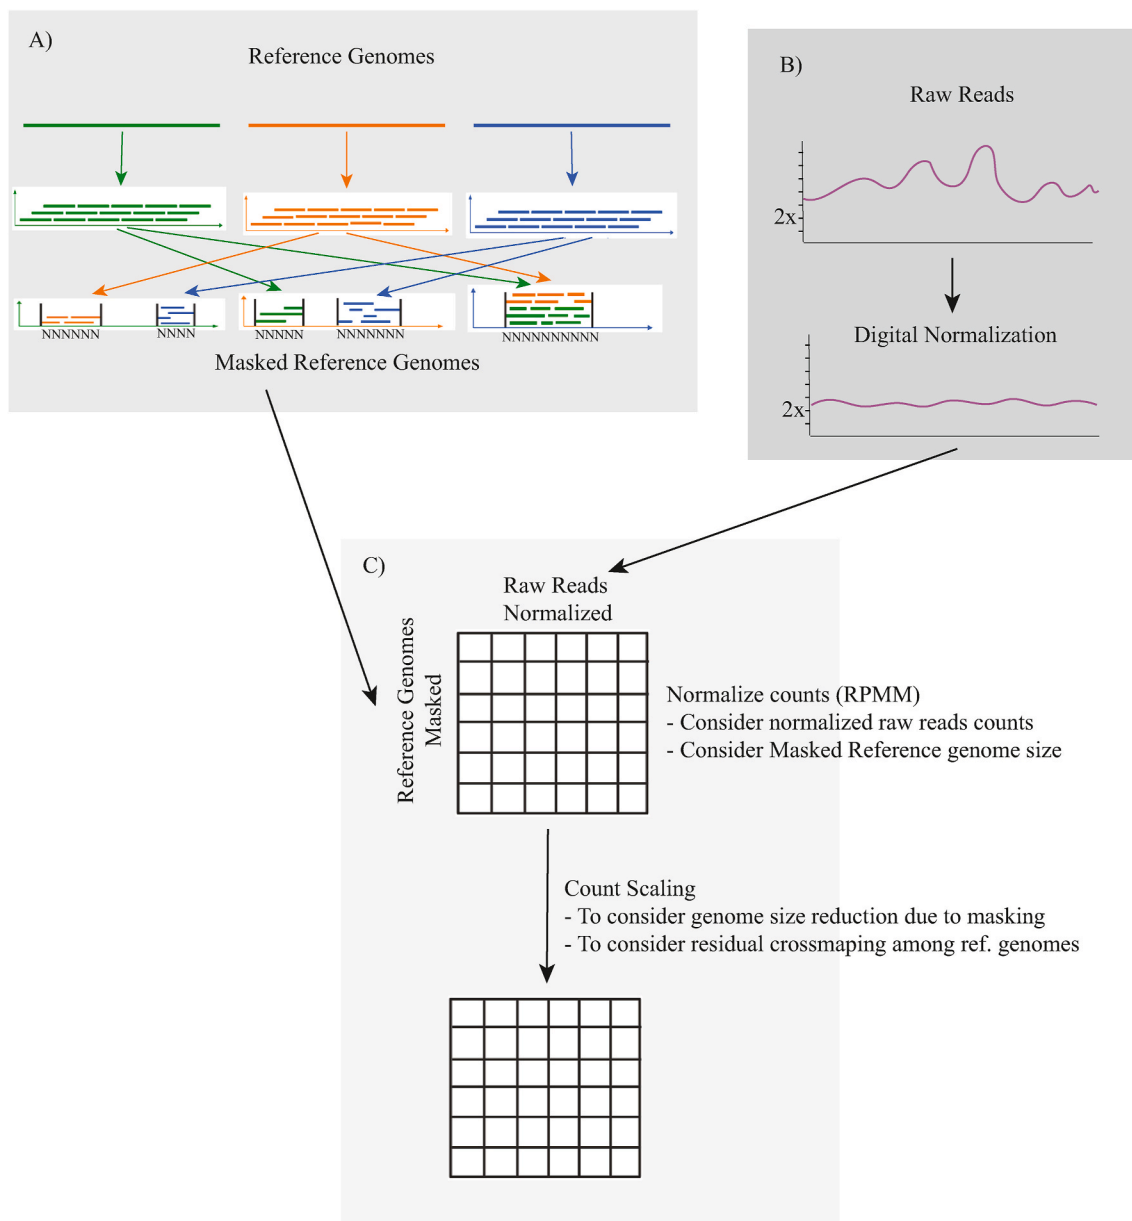 A)
Reference Genomes
NNNNNN
NNNN
NNNNN
NNNNNNN
NNNNNNNNNN
Masked Reference Genomes
B)
Raw Reads
2x
Digital Normalization
2x
C)
Raw Reads
Normalized
Reference Genomes
Masked
Normalize counts (RPMM)
- Consider normalized raw reads counts
- Consider Masked Reference genome size
Count Scaling
- To consider genome size reduction due to masking
- To consider residual crossmaping among ref. genomes